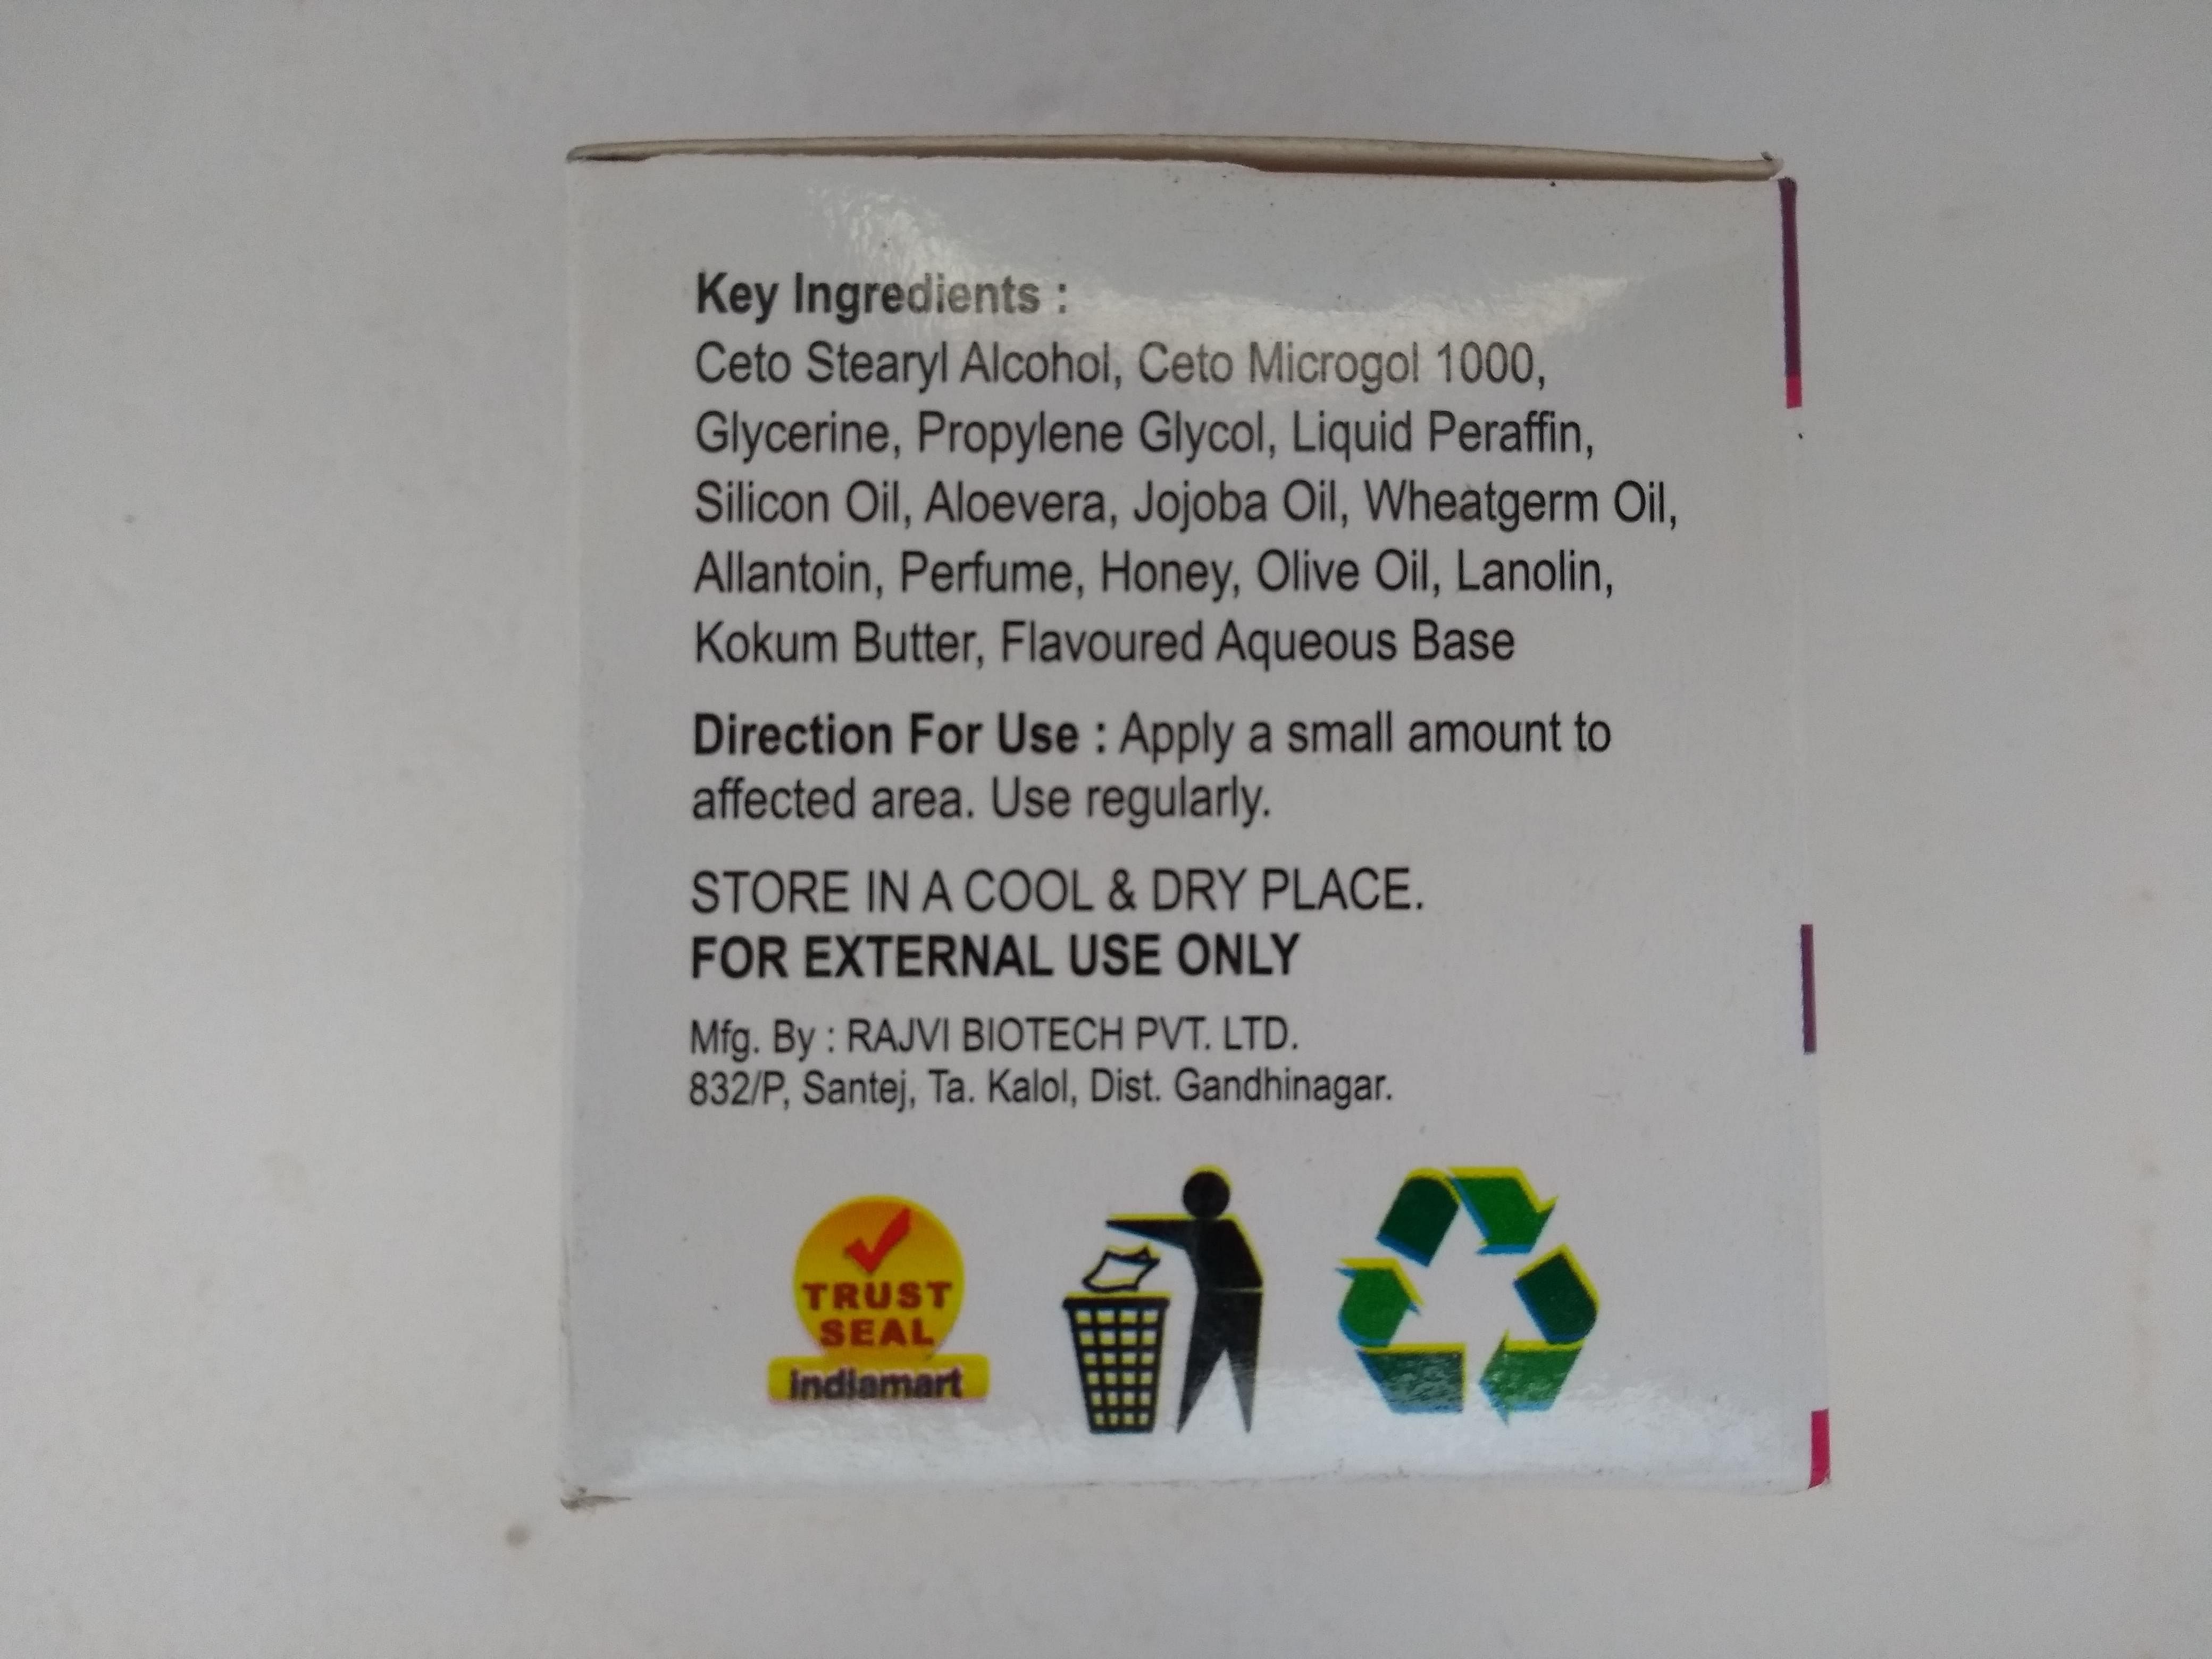 Key Ingredients :
Ceto Stearyl Alcohol, Ceto Microgol 1000,
Glycerine, Propylene Glycol, Liquid Peraffin,
Silicon Oil, Aloevera, Jojoba Oil, Wheatgerm Oil,
Allantoin, Perfume, Honey, Olive Oil, Lanolin,
Kokum Butter, Flavoured Aqueous Base
Direction For Use : Apply a small amount to
affected area. Use regularly.
STORE IN A COOL & DRY PLACE.
FOR EXTERNAL USE ONLY
Mfg. By : RAJVI BIOTECH PVT. LTD.
832/P, Santej, Ta. Kalol, Dist. Gandhinagar.
TRUST
SEAL
indiamart